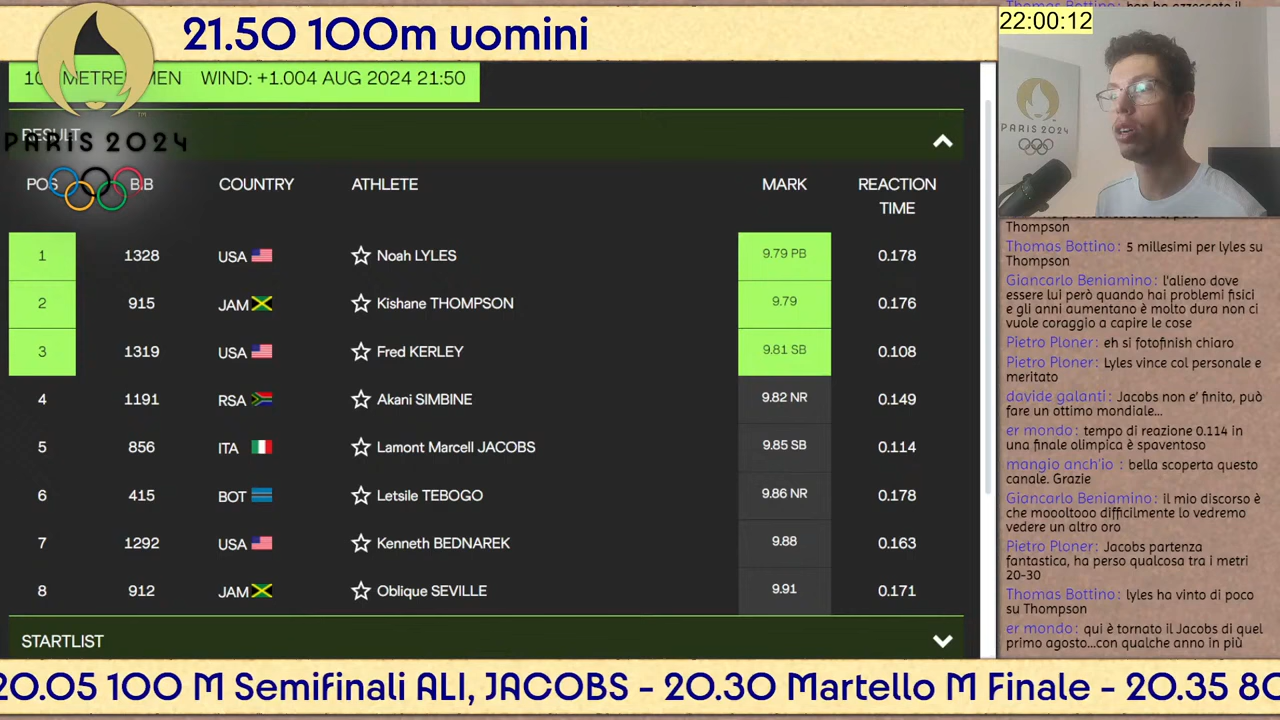 21.50 100m uomini
22:00:12
METRES MEN WIND: +1.004 AUG 2024 21:50
RESULT
PARIS 2024
POS BIB COUNTRY ATHLETE MARK REACTION TIME
1 1328 USA Noah LYLES 9.79 PB 0.178
2 915 JAM Kishane THOMPSON 9.79 0.176
3 1319 USA Fred KERLEY 9.81 SB 0.108
4 1191 RSA Akani SIMBINE 9.82 NR 0.149
5 856 ITA Lamont Marcell JACOBS 9.85 SB 0.114
6 415 BOT Letsile TEBOGO 9.86 NR 0.178
7 1292 USA Kenneth BEDNAREK 9.88 0.163
8 912 JAM Oblique SEVILLE 9.91 0.171
STARTLIST
PARIS 2024
Thompson
Thomas Bottino: 5 millesimi per lyles su
Thompson
Giancarlo Beniamino: l'alieno dove
essere lui però quando hai problemi fisici
e gli anni aumentano è molto dura non ci
vuole coraggio a capire le cose
Pietro Ploner: eh si fotofinish chiaro
Pietro Ploner: Lyles vince col personale e
meritato
davide galanti: Jacobs non e' finito, può
fare un ottimo mondiale...
er mondo: tempo di reazione 0.114 in
una finale olimpica è spaventoso
mangio anch'io : bella scoperta questo
canale. Grazie
Giancarlo Beniamino: il mio discorso è
che moooltooo difficilmente lo vedremo
vedere un altro oro
Pietro Ploner: Jacobs partenza
fantastica, ha perso qualcosa tra i metri
20-30
Thomas Bottino: lyles ha vinto di poco
su Thompson
er mondo: qui è tornato il Jacobs di quel
primo agosto...con qualche anno in più
20.05 100 M Semifinali ALI, JACOBS - 20.30 Martello M Finale - 20.35 80